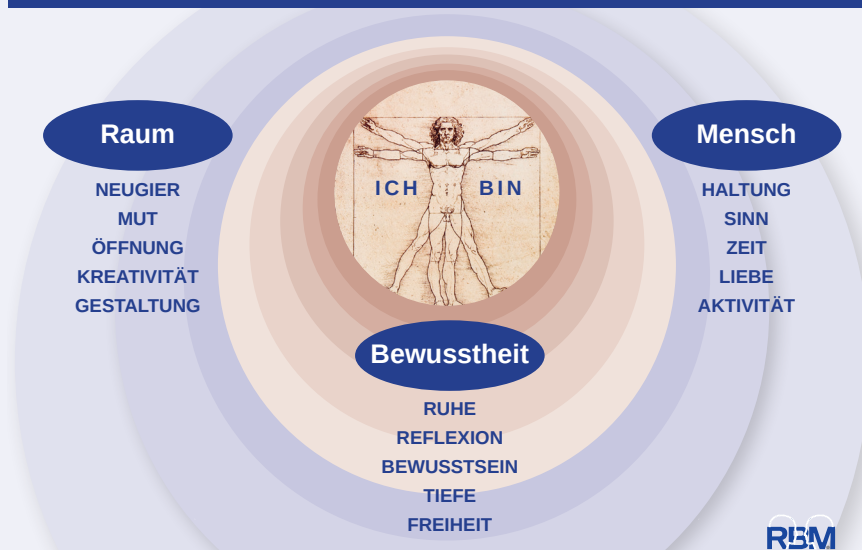 Raum
NEUGIER
MUT
ÖFFNUNG
KREATIVITÄT
GESTALTUNG
ICH BIN
Mensch
HALTUNG
SINN
ZEIT
LIEBE
AKTIVITÄT
Bewusstheit
RUHE
REFLEXION
BEWUSSTSEIN
TIEFE
FREIHEIT
RBM